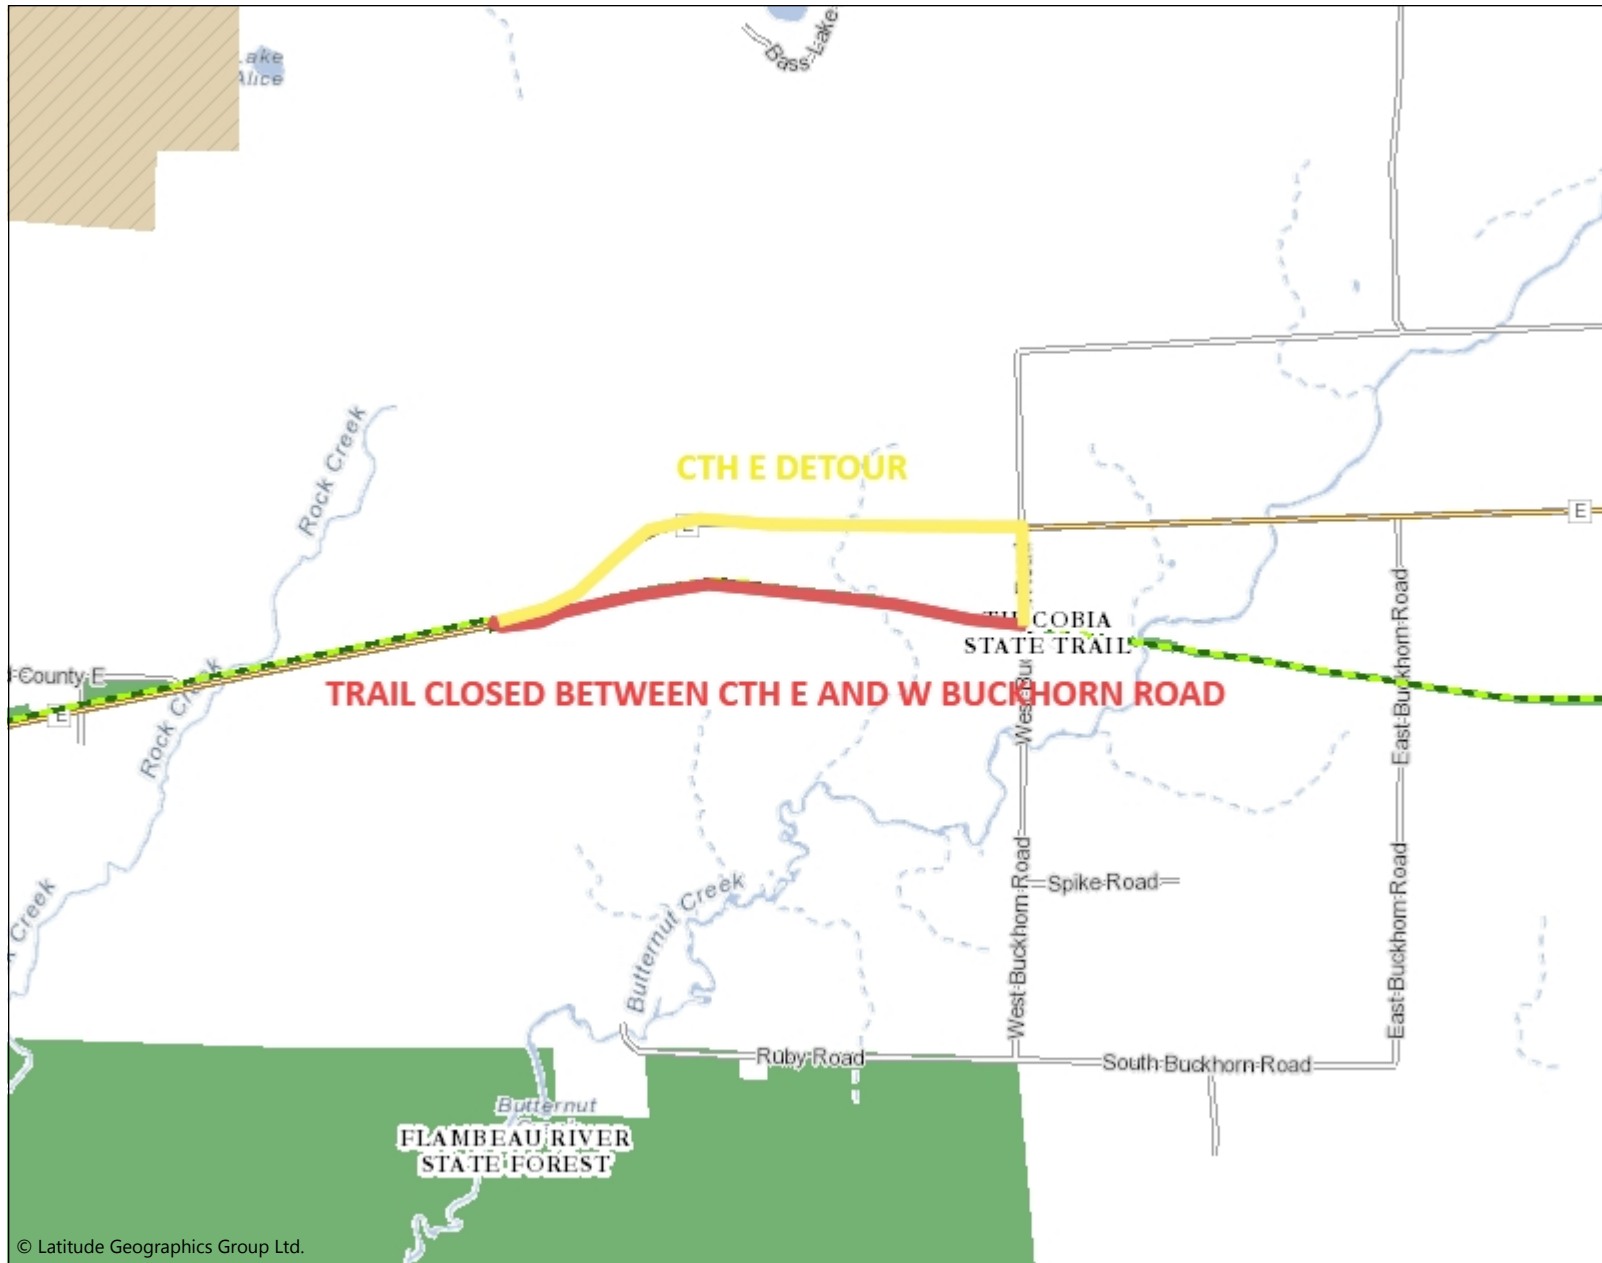 Lake
Alice
Bass Lake
Rock Creek
CTH E DETOUR
E
E
STATE TRAIL
County E
E
Rock Creek
TRAIL CLOSED BETWEEN CTH E AND W BUCKHORN ROAD
East Buckhorn Road
Creek
Butternut Creek
West Buckhorn Road
Spike Road
East Buckhorn Road
Ruby Road
South Buckhorn Road
Butternut
FLAMBEAU RIVER
STATE FOREST
© Latitude Geographics Group Ltd.